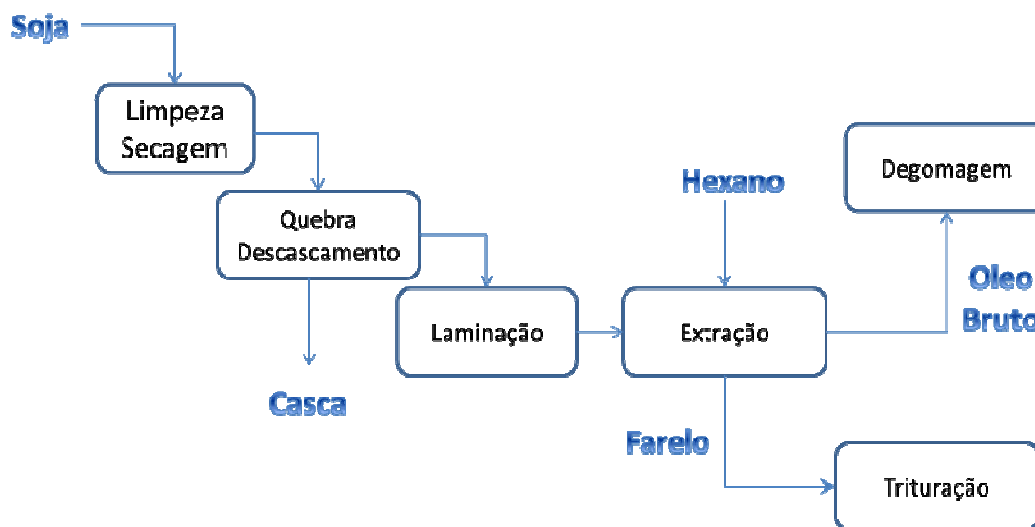 Soja
Limpeza
Secagem
Quebra
Descascamento
Casca
Laminação
Hexano
Extração
Farelo
Degomagem
Oleo
Bruto
Trituração